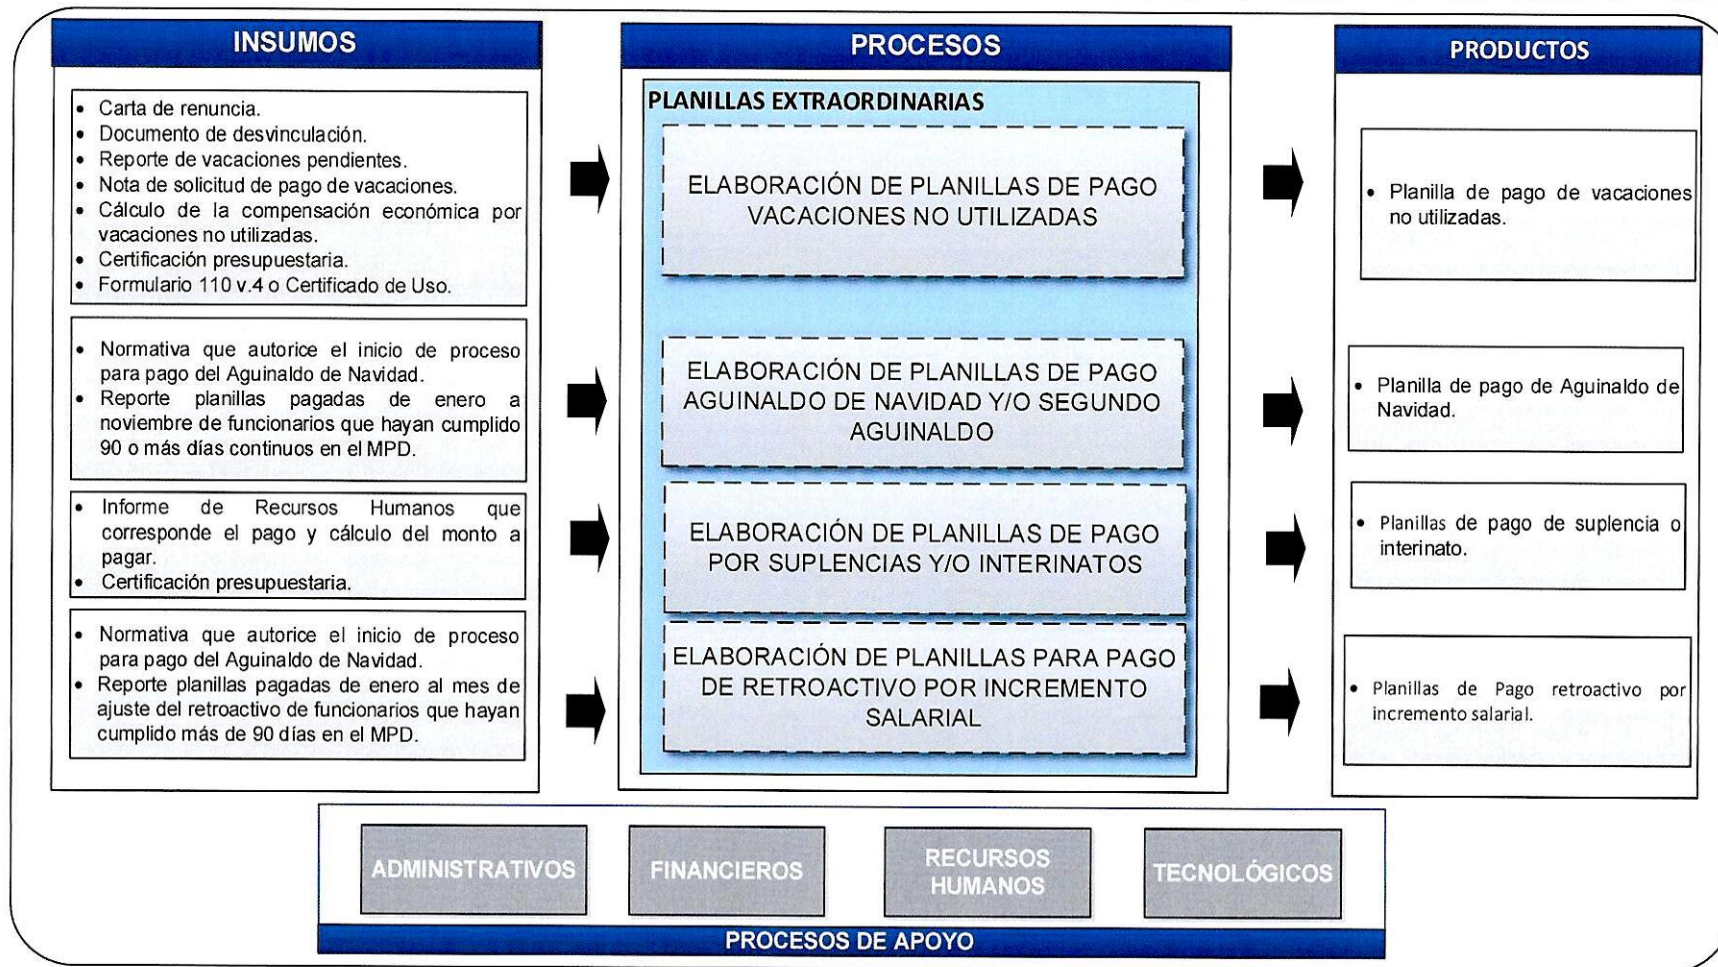 INSUMOS
• Carta de renuncia.
• Documento de desvinculación.
• Reporte de vacaciones pendientes.
• Nota de solicitud de pago de vacaciones.
• Cálculo de la compensación económica por
vacaciones no utilizadas.
• Certificación presupuestaria.
• Formulario 110 v.4 o Certificado de Uso.
• Normativa que autorice el inicio de proceso
para pago del Aguinaldo de Navidad.
• Reporte planillas pagadas de enero a
noviembre de funcionarios que hayan cumplido
90 o más días continuos en el MPD.
• Informe de Recursos Humanos que
corresponde el pago y cálculo del monto a
pagar.
• Certificación presupuestaria.
• Normativa que autorice el inicio de proceso
para pago del Aguinaldo de Navidad.
• Reporte planillas pagadas de enero al mes de
ajuste del retroactivo de funcionarios que hayan
cumplido más de 90 días en el MPD.
PROCESOS
PLANILLAS EXTRAORDINARIAS
ELABORACIÓN DE PLANILLAS DE PAGO
VACACIONES NO UTILIZADAS
ELABORACIÓN DE PLANILLAS DE PAGO
AGUINALDO DE NAVIDAD Y/O SEGUNDO
AGUINALDO
ELABORACIÓN DE PLANILLAS DE PAGO
POR SUPLENCIAS Y/O INTERINATOS
ELABORACIÓN DE PLANILLAS PARA PAGO
DE RETROACTIVO POR INCREMENTO
SALARIAL
PRODUCTOS
• Planilla de pago de vacaciones
no utilizadas.
• Planilla de pago de Aguinaldo de
Navidad.
• Planillas de pago de suplencia o
interinato.
• Planillas de Pago retroactivo por
incremento salarial.
ADMINISTRATIVOS
FINANCIEROS
RECURSOS
HUMANOS
TECNOLÓGICOS
PROCESOS DE APOYO